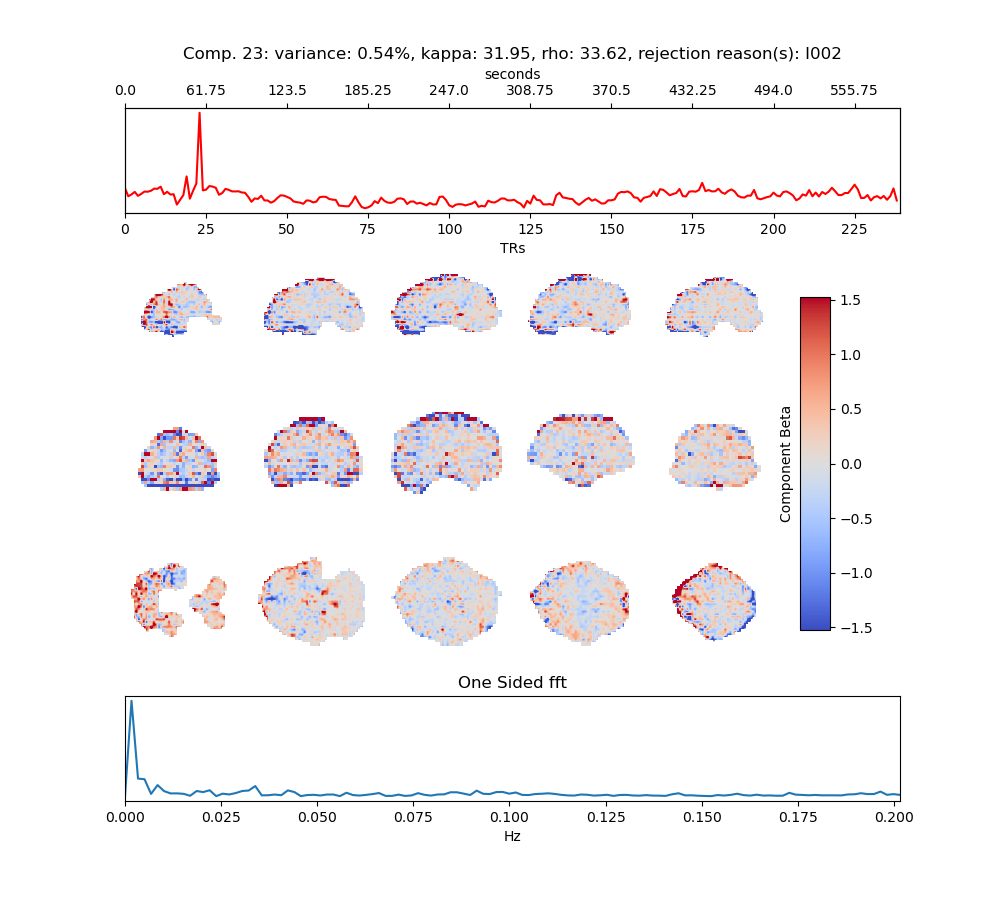 Comp. 23: variance: 0.54%, kappa: 31.95, rho: 33.62, rejection reason(s): I002
seconds
0.0 61.75 123.5 185.25 247.0 308.75 370.5 432.25 494.0 555.75
0 25 50 75 100 125 150 175 200 225
TRs
1.5
1.0
0.5
0.0
−0.5
−1.0
−1.5
Component Beta
One Sided fft
0.000 0.025 0.050 0.075 0.100 0.125 0.150 0.175 0.200
Hz